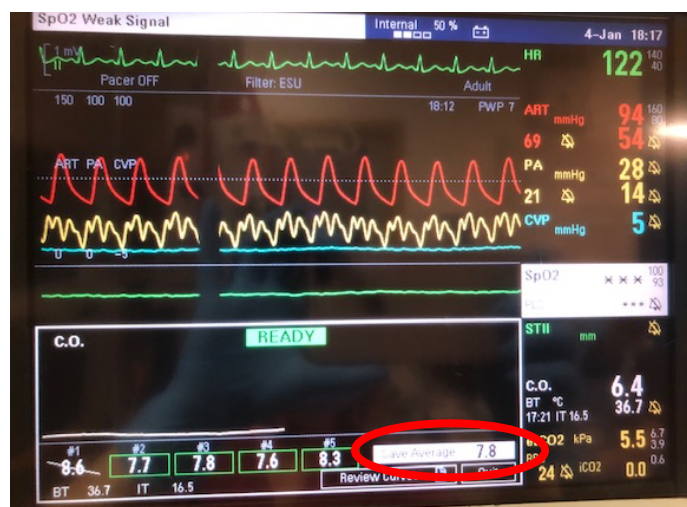 SpO2 Weak Signal
Internal 50 %
4-Jan 18:17
1 mV
II
Pacer OFF
Filter: ESU
Adult
HR 122 140
40
150 100 100
18:12 PWP 7
ART mmHg 94 160
69 54
ART PA CVP
PA mmHg 28
21 14
CVP mmHg 5
0 0 -5
SpO2 100
93
***
STII mm
C.O.
READY
C.O. 6.4
BT °C 36.7
17:21 IT 16.5
#1 #2 #3 #4 #5
8.6 7.7 7.8 7.6 8.3
Save Average 7.8
CO2 kPa 5.5 6.7
3.9
24 iCO2 0.0 0.6
BT 36.7 IT 16.5